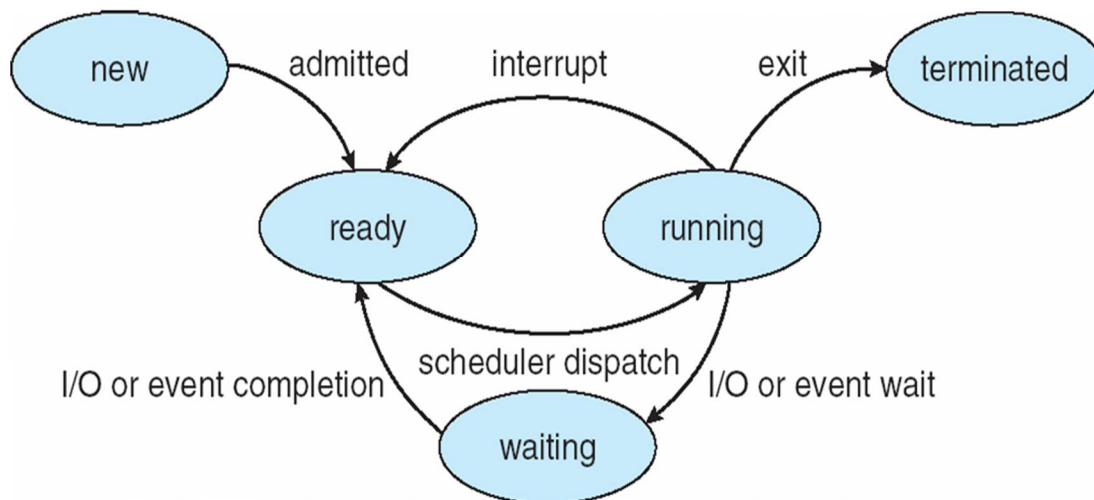 new
admitted
interrupt
exit
terminated
ready
running
scheduler dispatch
I/O or event completion
I/O or event wait
waiting